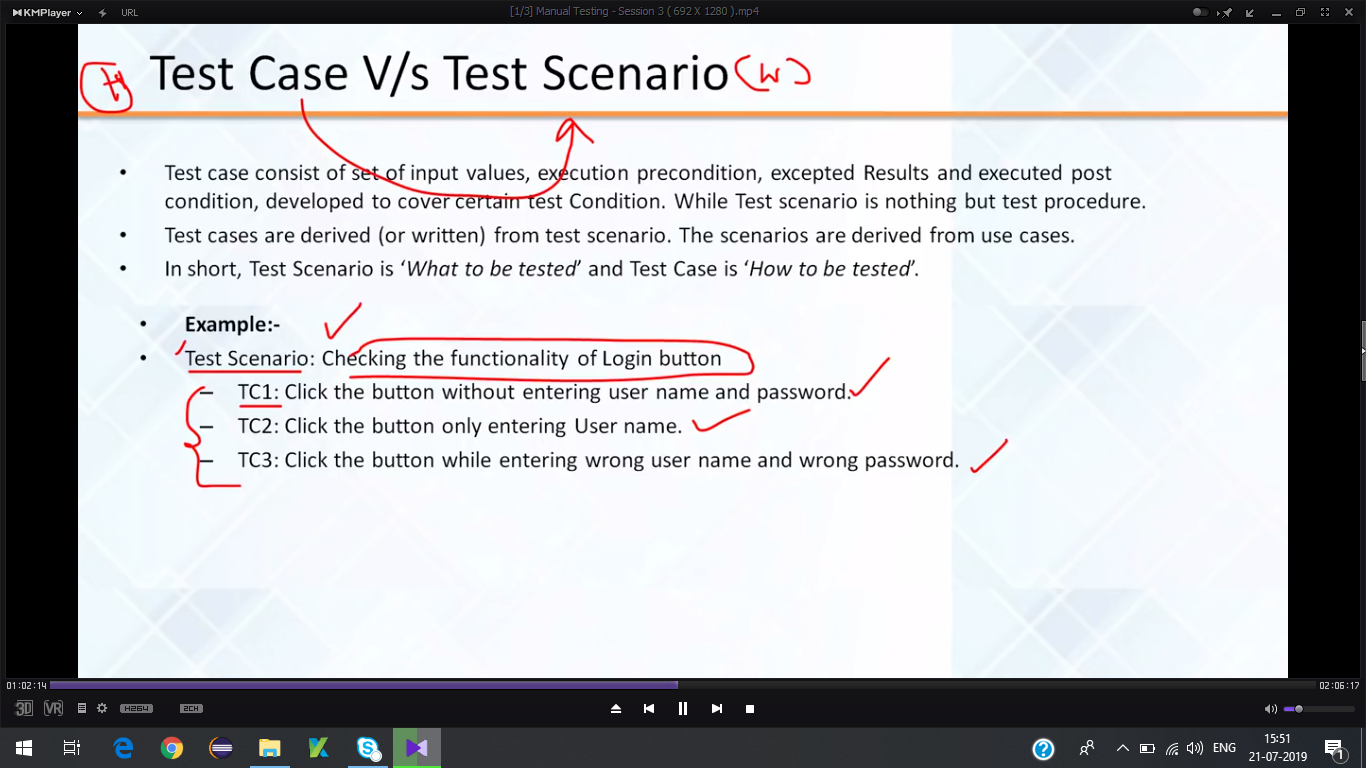 KMPlayer
URL
[1/3] Manual Testing - Session 3 ( 692 X 1280 ).mp4
Test Case V/s Test Scenario (W)
H
• Test case consist of set of input values, execution precondition, excepted Results and executed post
condition, developed to cover certain test Condition. While Test scenario is nothing but test procedure.
• Test cases are derived (or written) from test scenario. The scenarios are derived from use cases.
• In short, Test Scenario is ‘What to be tested’ and Test Case is ‘How to be tested’.
• Example:-
• Test Scenario: Checking the functionality of Login button
– TC1: Click the button without entering user name and password.
– TC2: Click the button only entering User name.
– TC3: Click the button while entering wrong user name and wrong password.
01:02:14
02:06:17
3D VR H264 2CH
ENG
15:51
21-07-2019
1